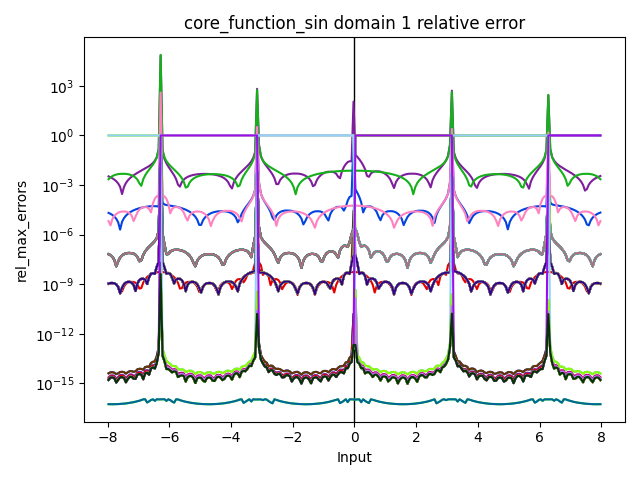 core_function_sin domain 1 relative error
rel_max_errors
10³
10⁰
10⁻³
10⁻⁶
10⁻⁹
10⁻¹²
10⁻¹⁵
−8 −6 −4 −2 0 2 4 6 8
Input